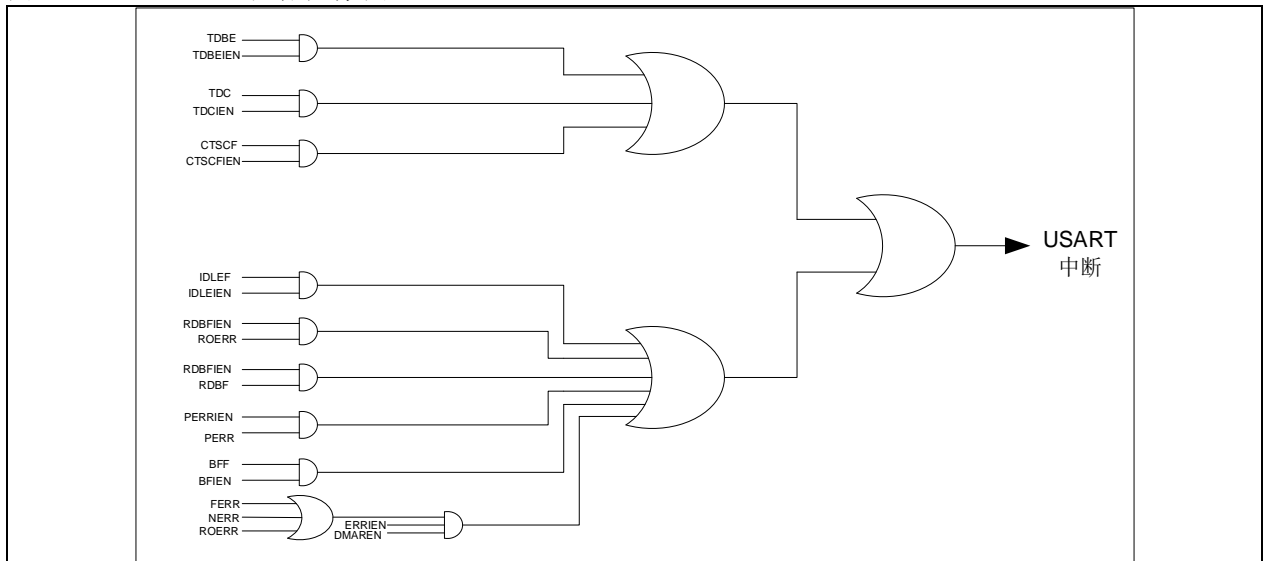 TDBE
TDBEIEN
TDC
TDCIEN
CTSCF
CTSCFIEN
USART
中断
IDLEF
IDLEIEN
RDBFIEN
ROERR
RDBFIEN
RDBF
PERRIEN
PERR
BFF
BFIEN
FERR
NERR
ROERR
ERRIEN
DMAREN